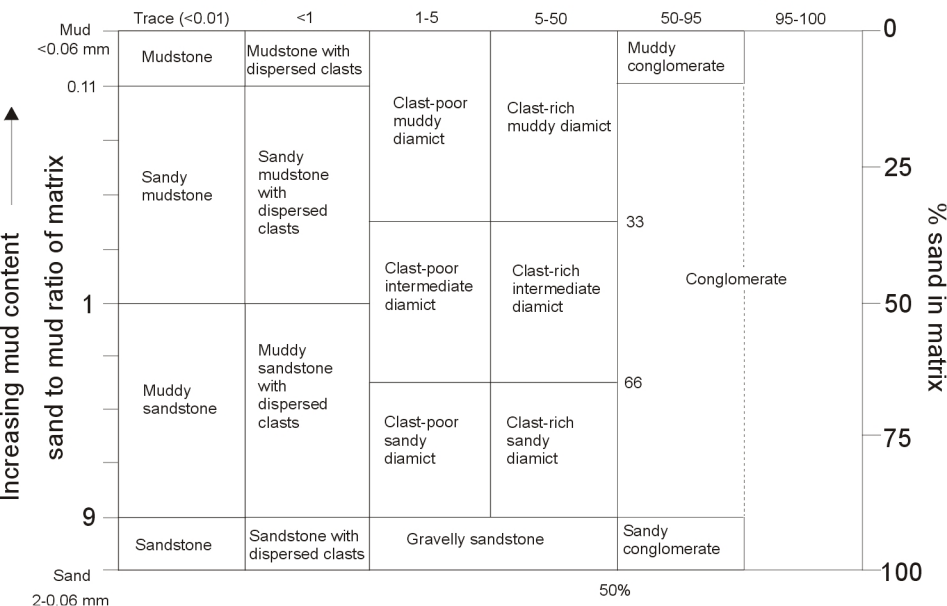 Trace (<0.01)
<1
1-5
5-50
50-95
95-100
Mud
<0.06 mm
0
Mudstone
Mudstone with
dispersed clasts
Muddy
conglomerate
0.11
Clast-poor
muddy
diamict
Clast-rich
muddy diamict
Sandy
mudstone
Sandy
mudstone
with
dispersed
clasts
25
33
Clast-poor
intermediate
diamict
Clast-rich
intermediate
diamict
Conglomerate
1
50
Muddy
sandstone
Muddy
sandstone
with
dispersed
clasts
66
Clast-poor
sandy
diamict
Clast-rich
sandy
diamict
75
9
Sandstone
Sandstone with
dispersed clasts
Gravelly sandstone
Sandy
conglomerate
Sand
2-0.06 mm
50%
100
Increasing mud content
sand to mud ratio of matrix
% sand in matrix